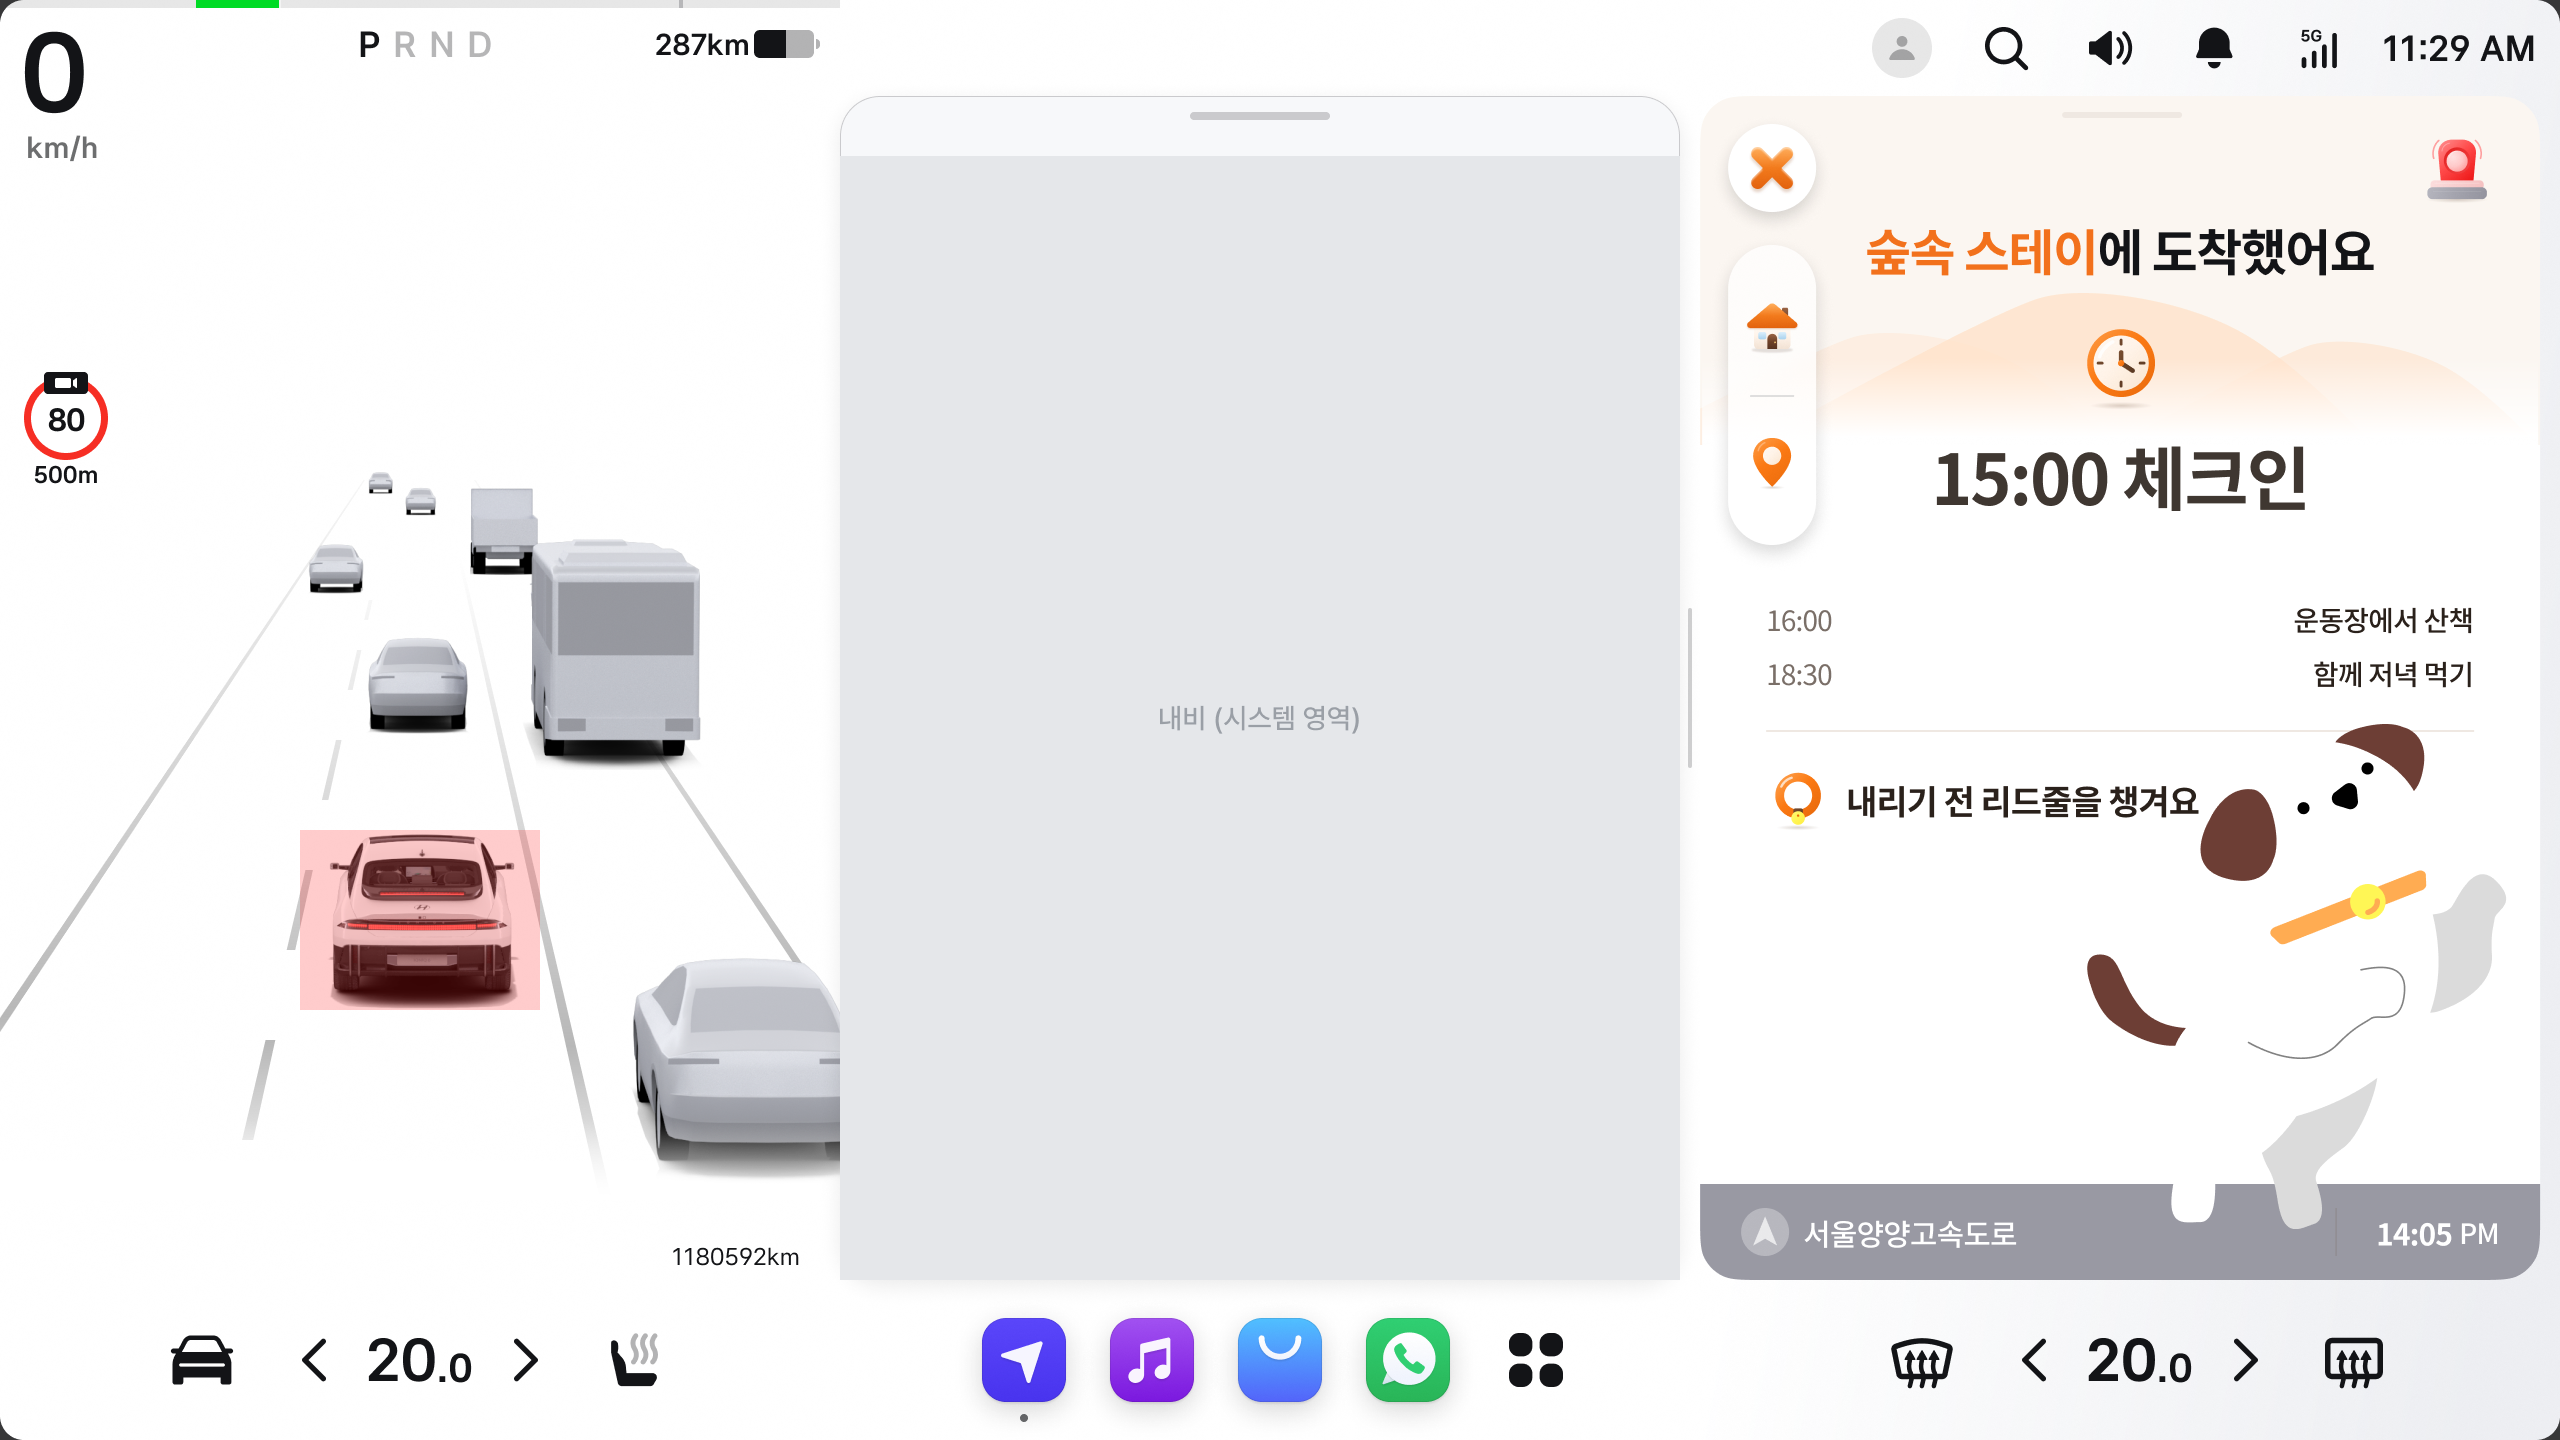 0
km/h
P R N D
287km
5G
11:29 AM
80
500m
1180592km
내비 (시스템 영역)
숲속 스테이에 도착했어요
15:00 체크인
16:00 운동장에서 산책
18:30 함께 저녁 먹기
내리기 전 리드줄을 챙겨요
서울양양고속도로
14:05 PM
20.0
20.0